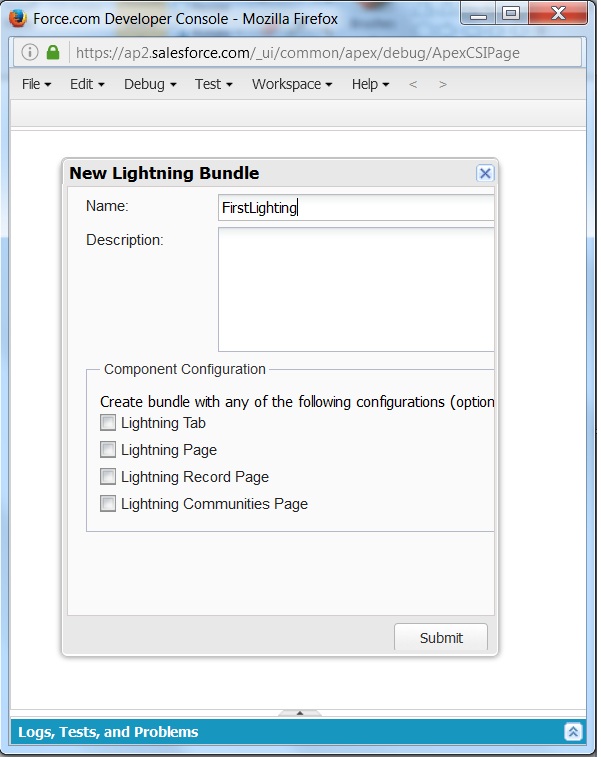 Force.com Developer Console - Mozilla Firefox
https://ap2.salesforce.com/_ui/common/apex/debug/ApexCSIPage
File Edit Debug Test Workspace Help < >
New Lightning Bundle
Name: FirstLighting
Description:
Component Configuration
Create bundle with any of the following configurations (option
Lightning Tab
Lightning Page
Lightning Record Page
Lightning Communities Page
Submit
Logs, Tests, and Problems